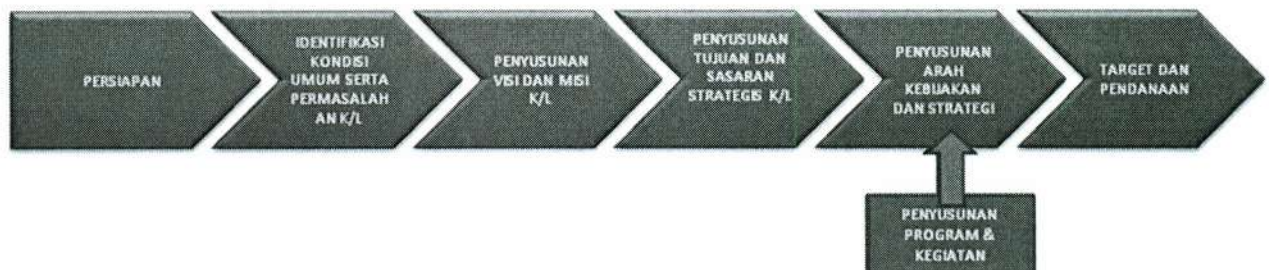 PERSIAPAN
IDENTIFIKASI
KONDISI
UMUM SERTA
PERMASALAH
AN K/L
PENYUSUNAN
VISI DAN MISI
K/L
PENYUSUNAN
TUJUAN DAN
SASARAN
STRATEGIS K/L
PENYUSUNAN
ARAH
KEBIJAKAN
DAN STRATEGI
TARGET DAN
PENDANAAN
PENYUSUNAN
PROGRAM &
KEGIATAN